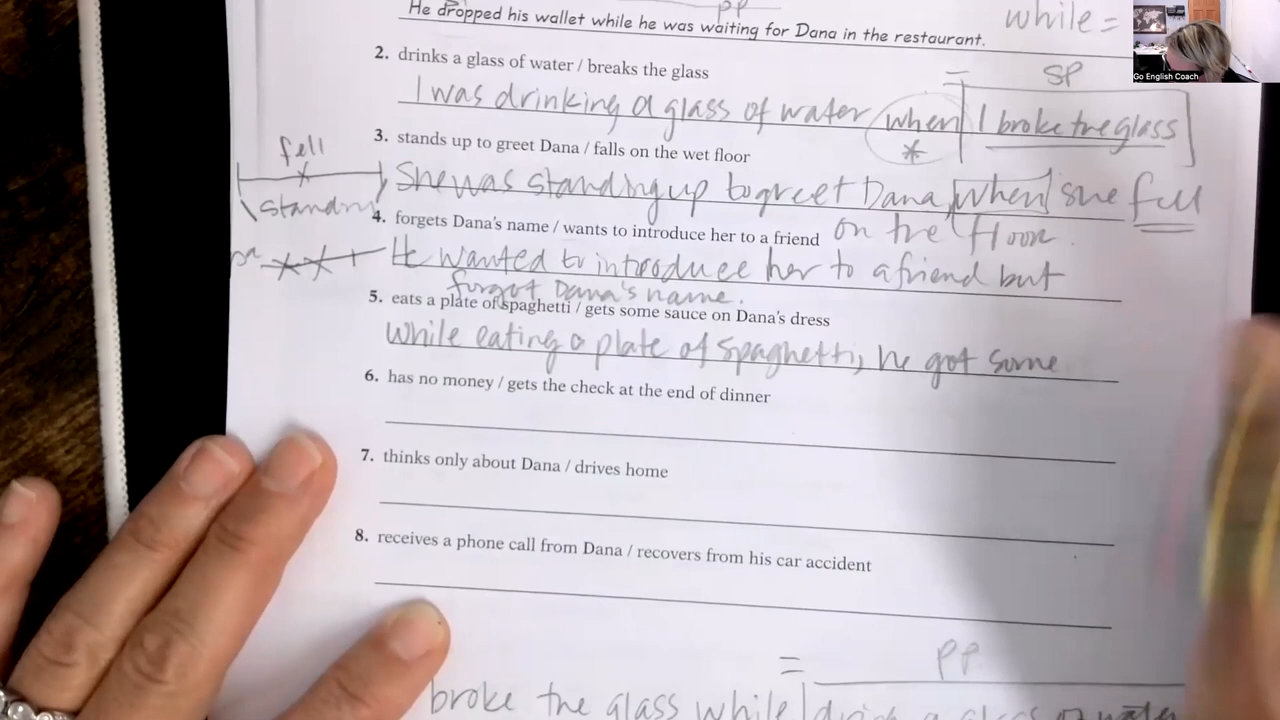 PP
He dropped his wallet while he was waiting for Dana in the restaurant.
while =
Go English Coach
2. drinks a glass of water / breaks the glass
= SP
I was drinking a glass of water when I broke the glass
*
3. stands up to greet Dana / falls on the wet floor
fell
She was standing up to greet Dana, when she fell
standing
on the floor.
4. forgets Dana's name / wants to introduce her to a friend
He wanted to introduce her to a friend but
forgot Dana's name.
5. eats a plate of spaghetti / gets some sauce on Dana's dress
While eating a plate of spaghetti, he got some
6. has no money / gets the check at the end of dinner
7. thinks only about Dana / drives home
8. receives a phone call from Dana / recovers from his car accident
= PP
broke the glass while